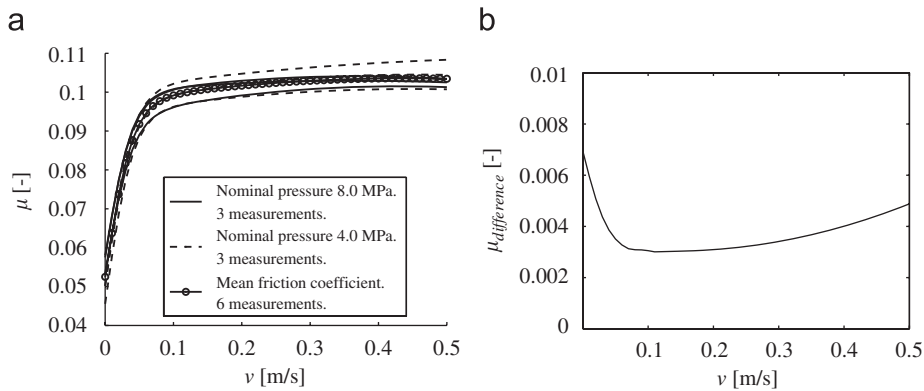 a
0.11
0.1
0.09
0.08
0.07
0.06
0.05
0.04
μ [-]
Nominal pressure 8.0 MPa.
3 measurements.
Nominal pressure 4.0 MPa.
3 measurements.
Mean friction coefficient.
6 measurements.
0 0.1 0.2 0.3 0.4 0.5
v [m/s]
b
0.01
0.008
0.006
0.004
0.002
0
μdifference [-]
0.1 0.2 0.3 0.4 0.5
v [m/s]